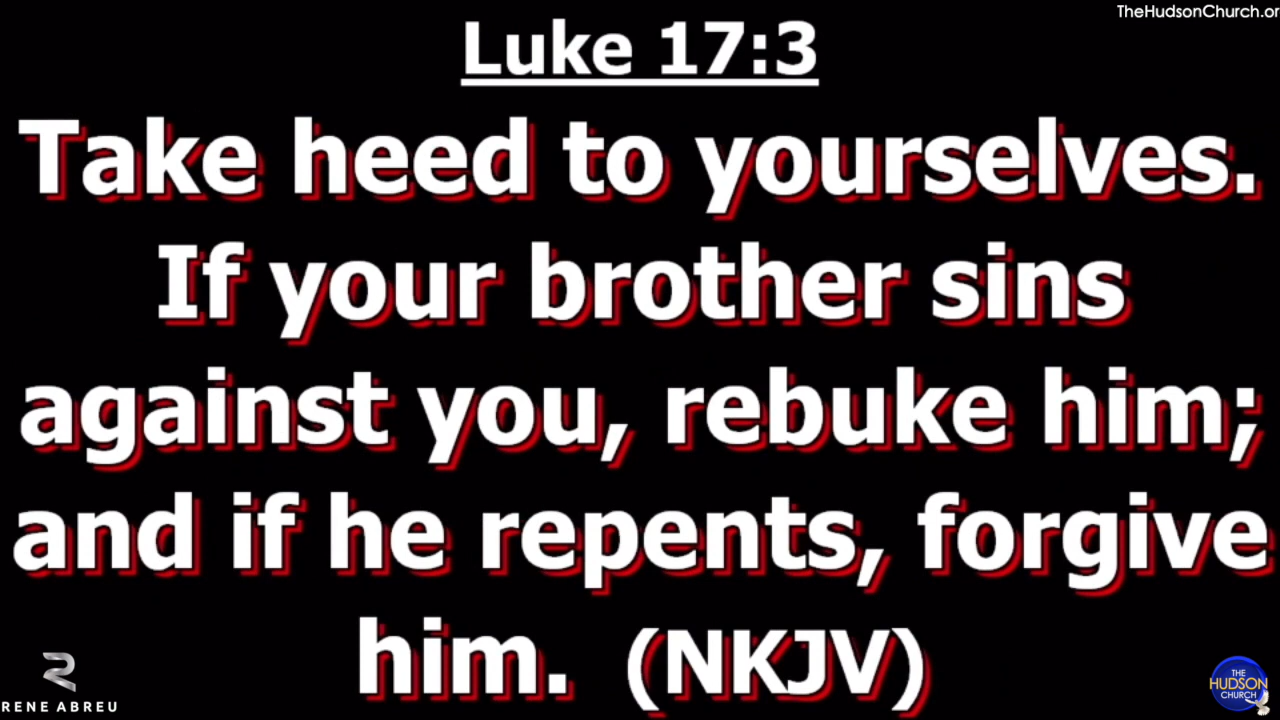 TheHudsonChurch.or
Luke 17:3
Take heed to yourselves.
If your brother sins
against you, rebuke him;
and if he repents, forgive
him. (NKJV)
RENE ABREU
THE
HUDSON
CHURCH